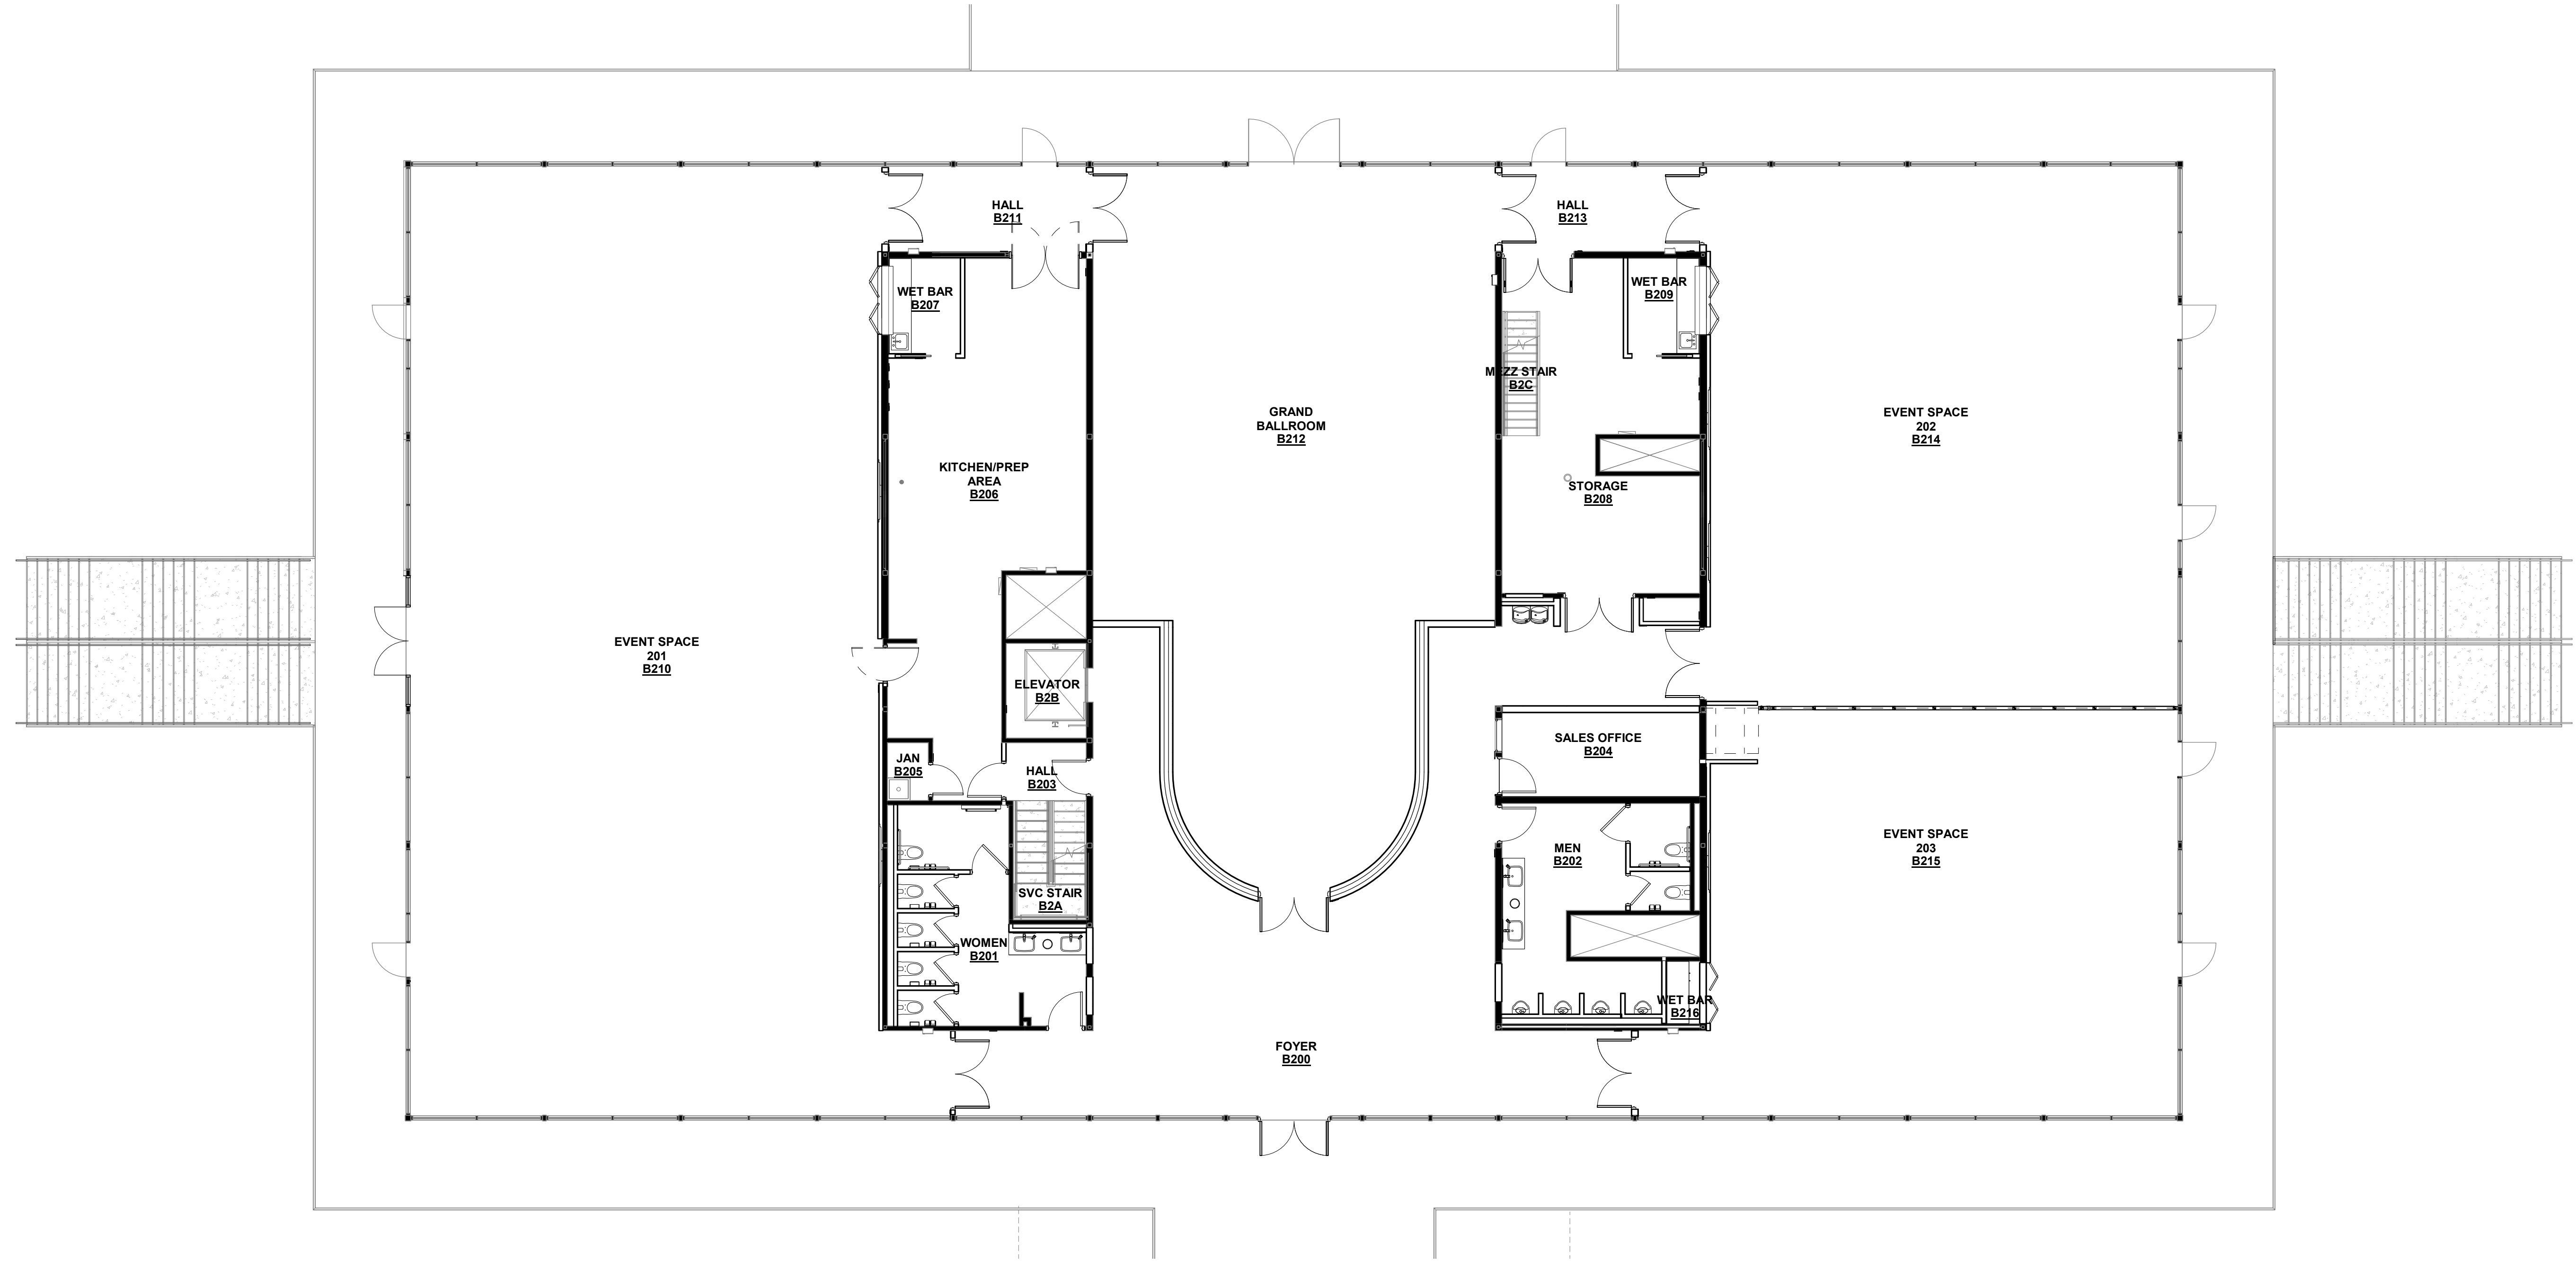 HALL
B211
HALL
B213
WET BAR
B207
WET BAR
B209
MEZZ STAIR
B2C
GRAND
BALLROOM
B212
EVENT SPACE
202
B214
KITCHEN/PREP
AREA
B206
STORAGE
B208
EVENT SPACE
201
B210
ELEVATOR
B2B
SALES OFFICE
B204
JAN
B205
HALL
B203
EVENT SPACE
203
B215
MEN
B202
SVC STAIR
B2A
WOMEN
B201
WET BAR
B216
FOYER
B200